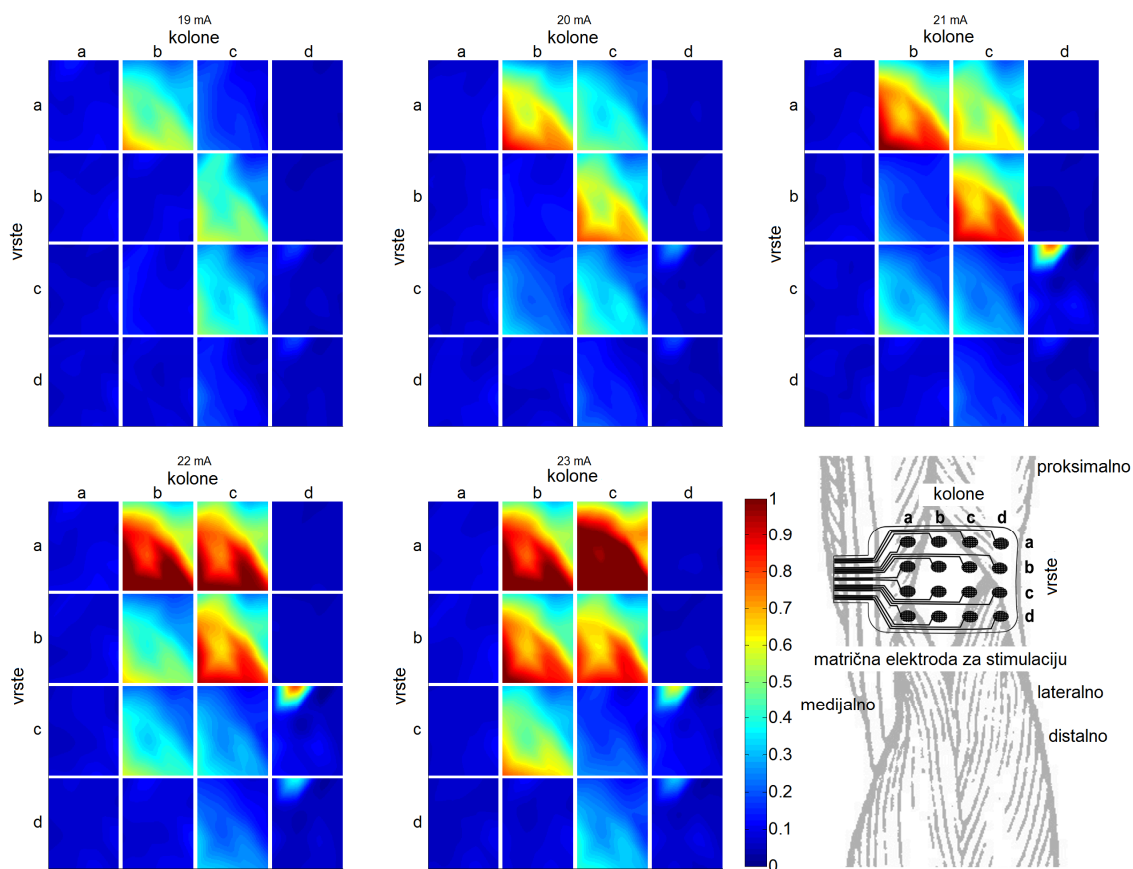 19 mA
kolone
a b c d
vrste
a
b
c
d
20 mA
kolone
a b c d
vrste
a
b
c
d
21 mA
kolone
a b c d
vrste
a
b
c
d
22 mA
kolone
a b c d
vrste
a
b
c
d
23 mA
kolone
a b c d
vrste
a
b
c
d
1
0.9
0.8
0.7
0.6
0.5
0.4
0.3
0.2
0.1
0
proksimalno
kolone
a b c d
a
b
c
d
vrste
matrična elektroda za stimulaciju
medijalno
lateralno
distalno